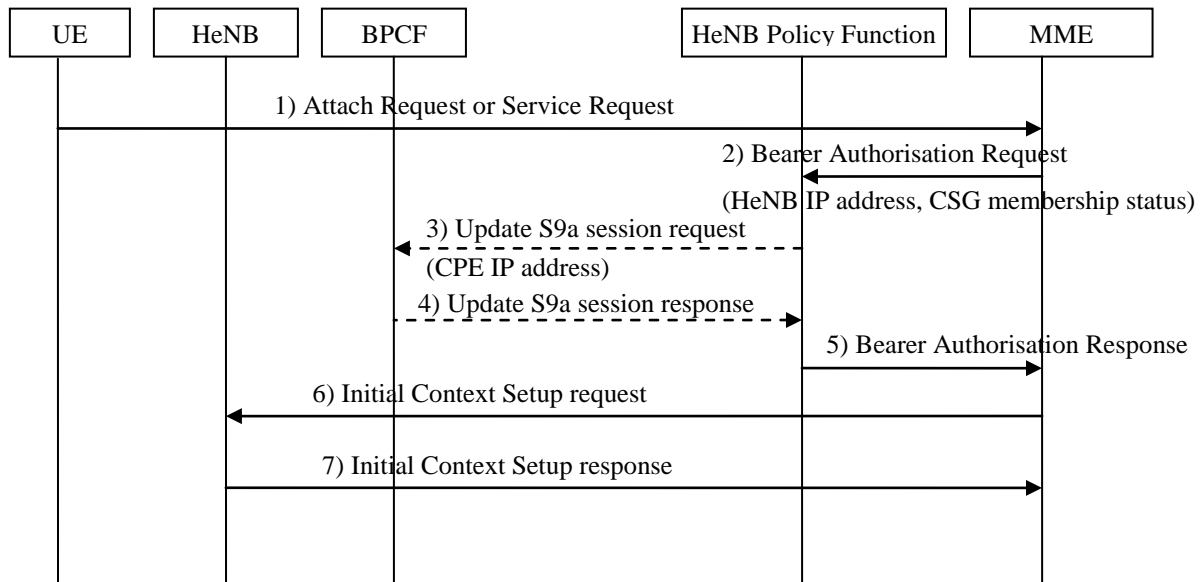 UE
HeNB
BPCF
HeNB Policy Function
MME
1) Attach Request or Service Request
2) Bearer Authorisation Request
(HeNB IP address, CSG membership status)
3) Update S9a session request
(CPE IP address)
4) Update S9a session response
5) Bearer Authorisation Response
6) Initial Context Setup request
7) Initial Context Setup response